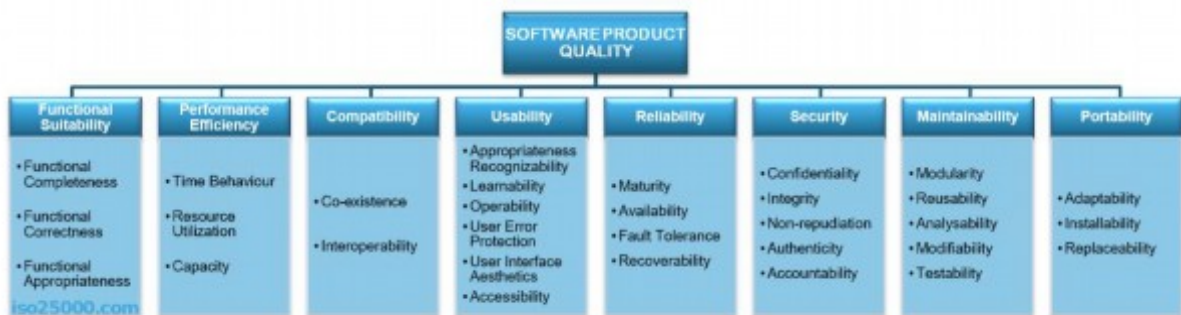 SOFTWARE PRODUCT
QUALITY
Functional
Suitability
• Functional
Completeness
• Functional
Correctness
• Functional
Appropriateness
Performance
Efficiency
• Time Behaviour
• Resource
Utilization
• Capacity
Compatibility
• Co-existence
• Interoperability
Usability
• Appropriateness
Recognizability
• Learnability
• Operability
• User Error
Protection
• User Interface
Aesthetics
• Accessibility
Reliability
• Maturity
• Availability
• Fault Tolerance
• Recoverability
Security
• Confidentiality
• Integrity
• Non-repudiation
• Authenticity
• Accountability
Maintainability
• Modularity
• Reusability
• Analysability
• Modifiability
• Testability
Portability
• Adaptability
• Installability
• Replaceability
iso25000.com